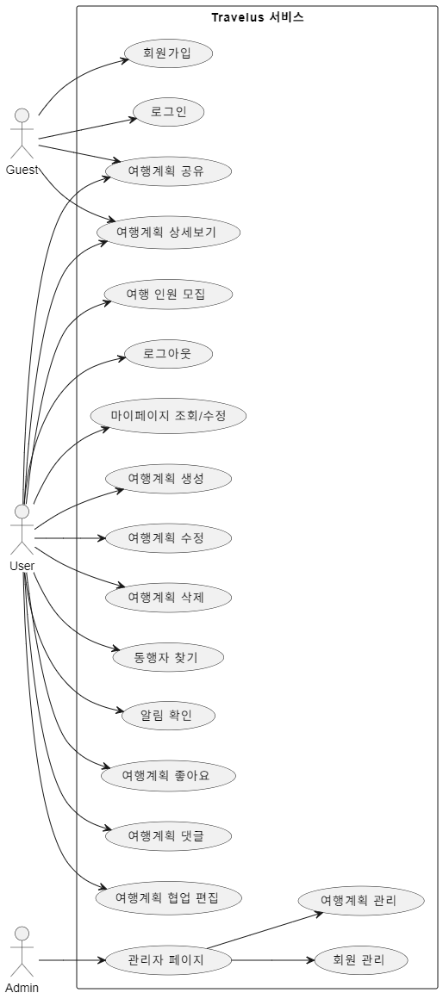 Travelus 서비스
회원가입
로그인
Guest
여행계획 공유
여행계획 상세보기
여행 인원 모집
로그아웃
마이페이지 조회/수정
여행계획 생성
여행계획 수정
User
여행계획 삭제
동행자 찾기
알림 확인
여행계획 좋아요
여행계획 댓글
여행계획 협업 편집
여행계획 관리
관리자 페이지
회원 관리
Admin